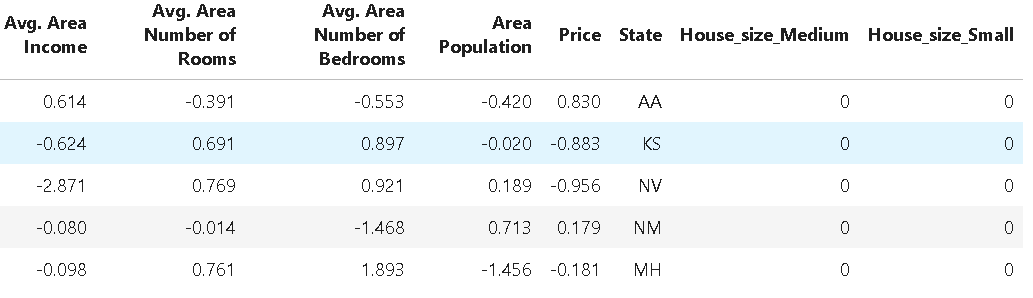 Avg. Area Income Avg. Area Number of Rooms Avg. Area Number of Bedrooms Area Population Price State House_size_Medium House_size_Small
0.614 -0.391 -0.553 -0.420 0.830 AA 0 0
-0.624 0.691 0.897 -0.020 -0.883 KS 0 0
-2.871 0.769 0.921 0.189 -0.956 NV 0 0
-0.080 -0.014 -1.468 0.713 0.179 NM 0 0
-0.098 0.761 1.893 -1.456 -0.181 MH 0 0